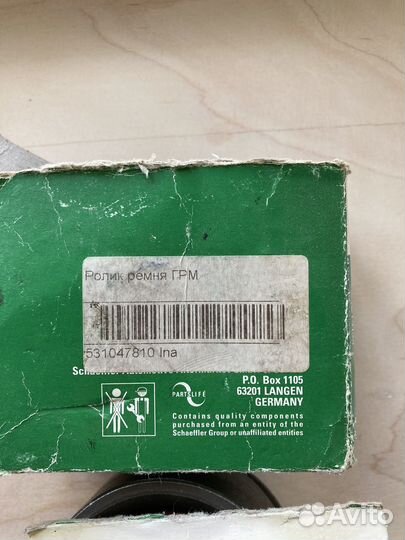 Ролик ремня ГРМ
531047810 Ina
P.O. Box 1105
63201 LANGEN
GERMANY
PARTSLIFE
Contains quality components
purchased from an entity of the
Schaeffler Group or unaffiliated entities
Avito